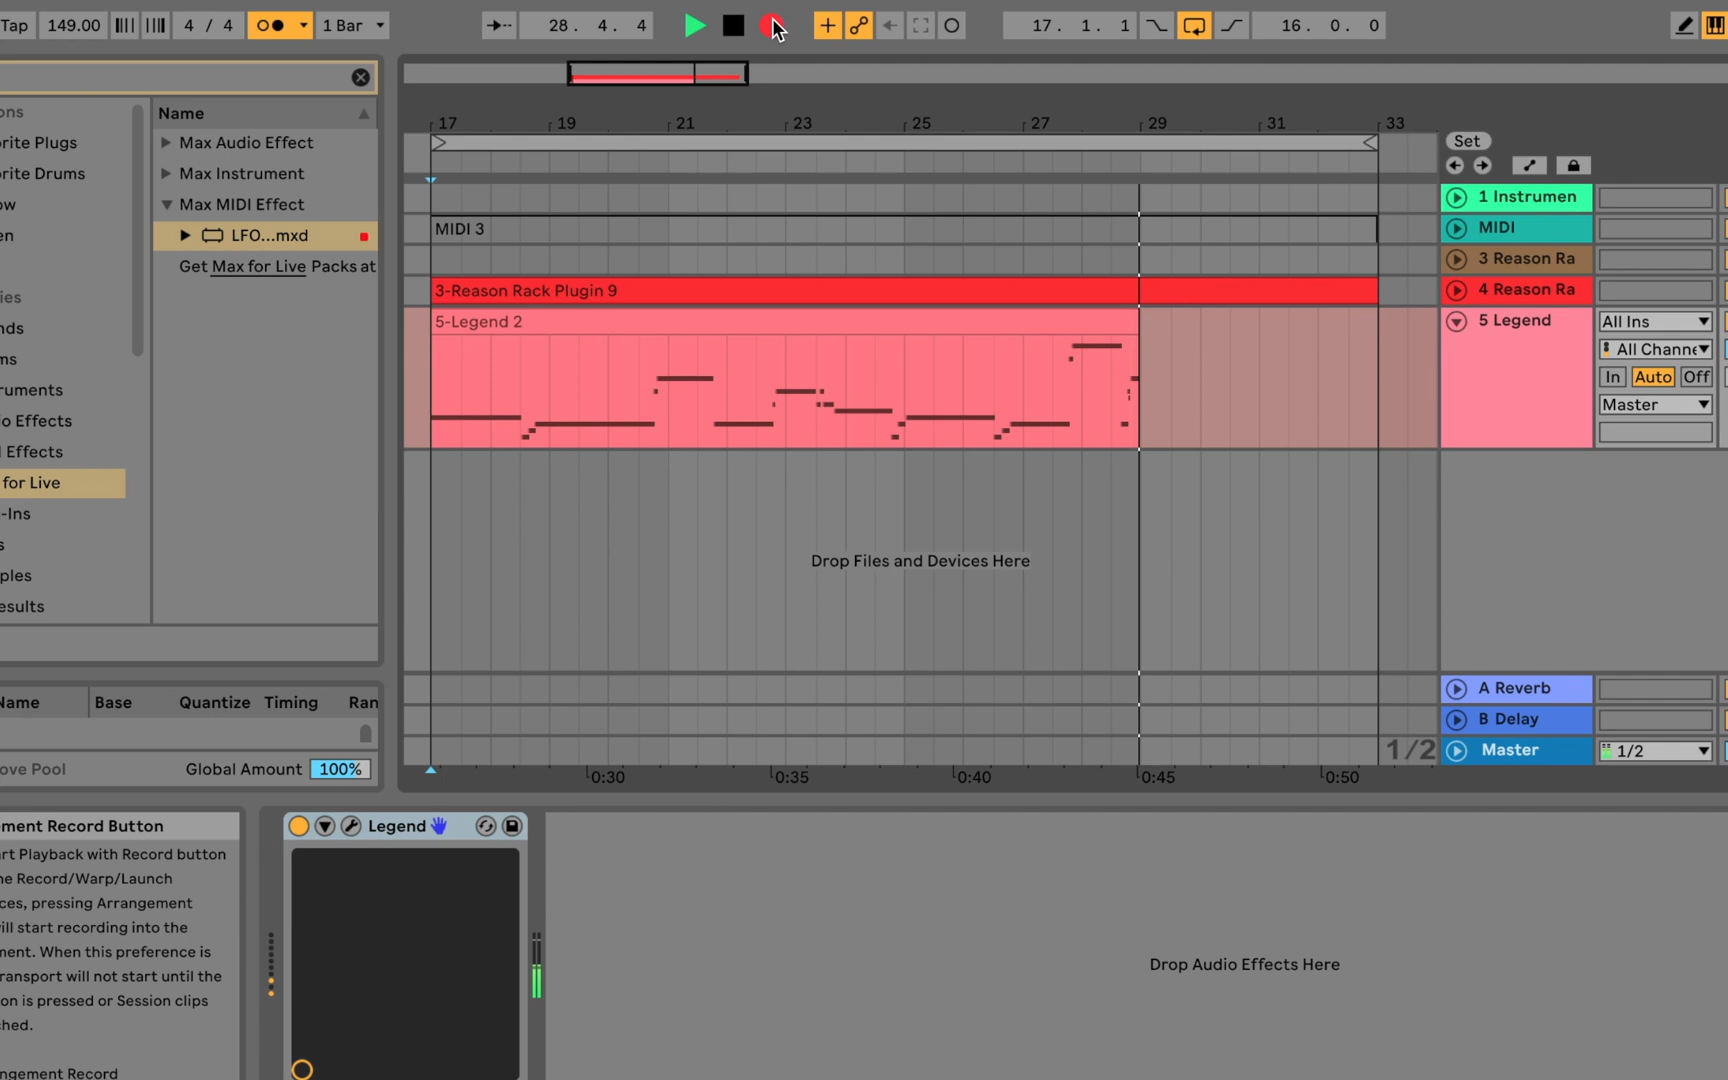 Tap 149.00 4 / 4 1 Bar 28. 4. 4 17. 1. 1 16. 0. 0
ons
rite Plugs
rite Drums
ow
en
ies
nds
ms
ruments
io Effects
l Effects
for Live
-Ins
s
ples
esults
Name
Max Audio Effect
Max Instrument
Max MIDI Effect
LFO...mxd
Get Max for Live Packs at
17 19 21 23 25 27 29 31 33
MIDI 3
3-Reason Rack Plugin 9
5-Legend 2
Drop Files and Devices Here
Set
1 Instrumen
MIDI
3 Reason Ra
4 Reason Ra
5 Legend
All Ins
All Channe
In Auto Off
Master
A Reverb
B Delay
Master
1/2
1/2
0:30 0:35 0:40 0:45 0:50
Name Base Quantize Timing Ran
ove Pool Global Amount 100%
ement Record Button
rt Playback with Record button
e Record/Warp/Launch
ces, pressing Arrangement
ill start recording into the
ment. When this preference is
ransport will not start until the
on is pressed or Session clips
ched.
ngement Record
Legend
Drop Audio Effects Here